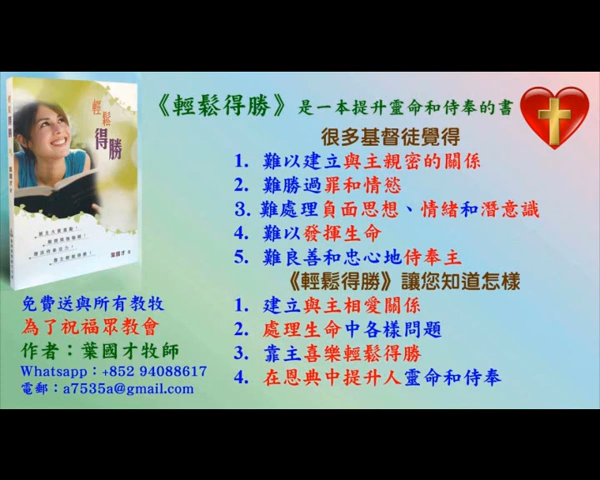 《輕鬆得勝》是一本提升靈命和侍奉的書
很多基督徒覺得
1. 難以建立與主親密的關係
2. 難勝過罪和情慾
3. 難處理負面思想、情緒和潛意識
4. 難以發揮生命
5. 難良善和忠心地侍奉主
《輕鬆得勝》讓您知道怎樣
1. 建立與主相愛關係
2. 處理生命中各樣問題
3. 靠主喜樂輕鬆得勝
4. 在恩典中提升人靈命和侍奉
輕鬆
得勝
輕鬆得勝
葉國才 著
免費送與所有教牧
為了祝福眾教會
作者：葉國才牧師
Whatsapp：+852 94088617
電郵：a7535a@gmail.com